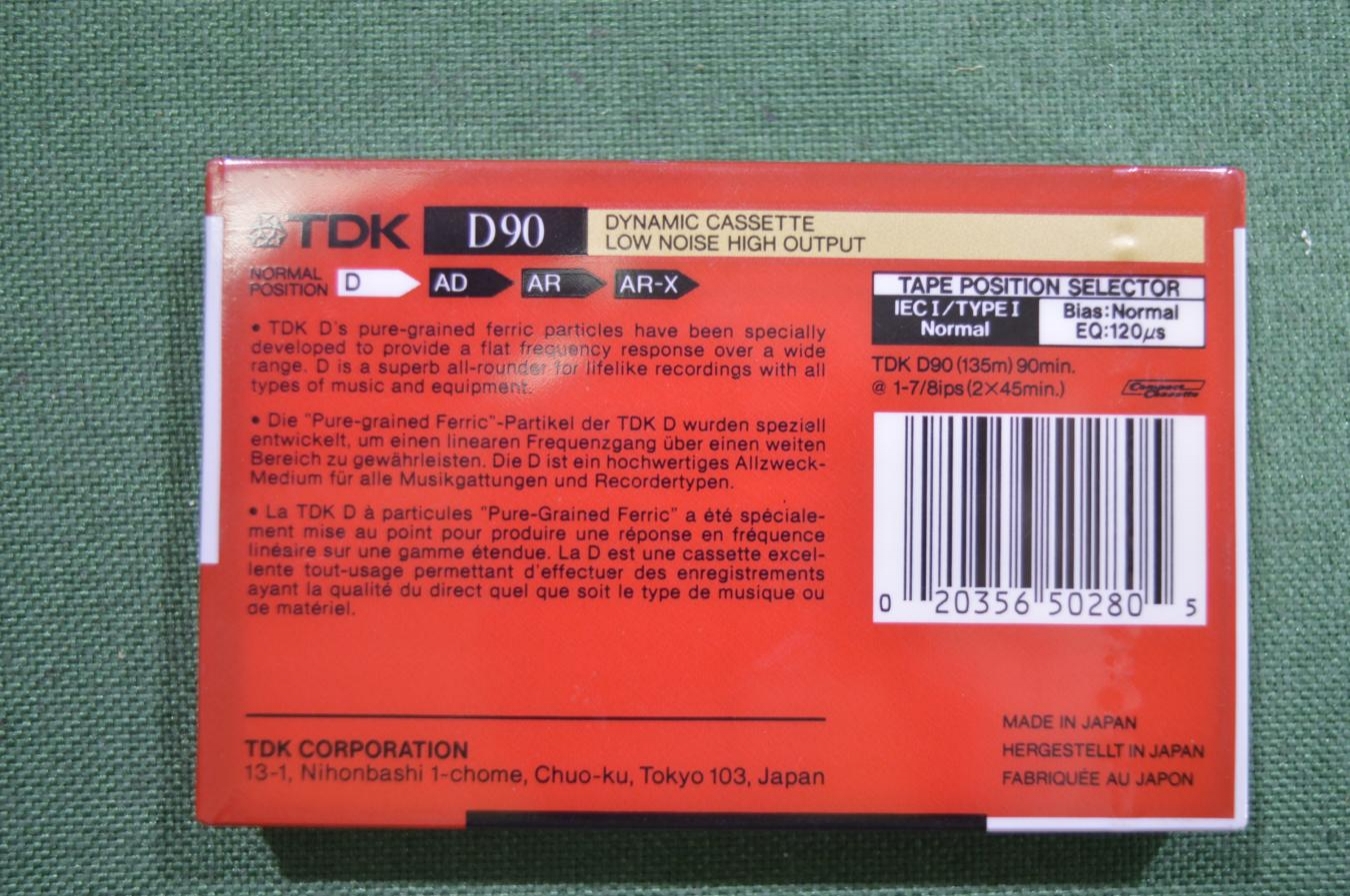 TDK D90 DYNAMIC CASSETTE
LOW NOISE HIGH OUTPUT
NORMAL
POSITION D AD AR AR-X
• TDK D's pure-grained ferric particles have been specially
developed to provide a flat frequency response over a wide
range. D is a superb all-rounder for lifelike recordings with all
types of music and equipment.
• Die "Pure-grained Ferric"-Partikel der TDK D wurden speziell
entwickelt, um einen linearen Frequenzgang über einen weiten
Bereich zu gewährleisten. Die D ist ein hochwertiges Allzweck-
Medium für alle Musikgattungen und Recordertypen.
• La TDK D à particules "Pure-Grained Ferric" a été spéciale-
ment mise au point pour produire une réponse en fréquence
linéaire sur une gamme étendue. La D est une cassette excel-
lente tout-usage permettant d'effectuer des enregistrements
ayant la qualité du direct quel que soit le type de musique ou
de matériel.
TAPE POSITION SELECTOR
IEC I/TYPE I
Normal
Bias:Normal
EQ:120μs
TDK D90 (135m) 90min.
@ 1-7/8ips (2×45min.)
Compact
Cassette
0 20356 50280 5
TDK CORPORATION
13-1, Nihonbashi 1-chome, Chuo-ku, Tokyo 103, Japan
MADE IN JAPAN
HERGESTELLT IN JAPAN
FABRIQUÉE AU JAPON